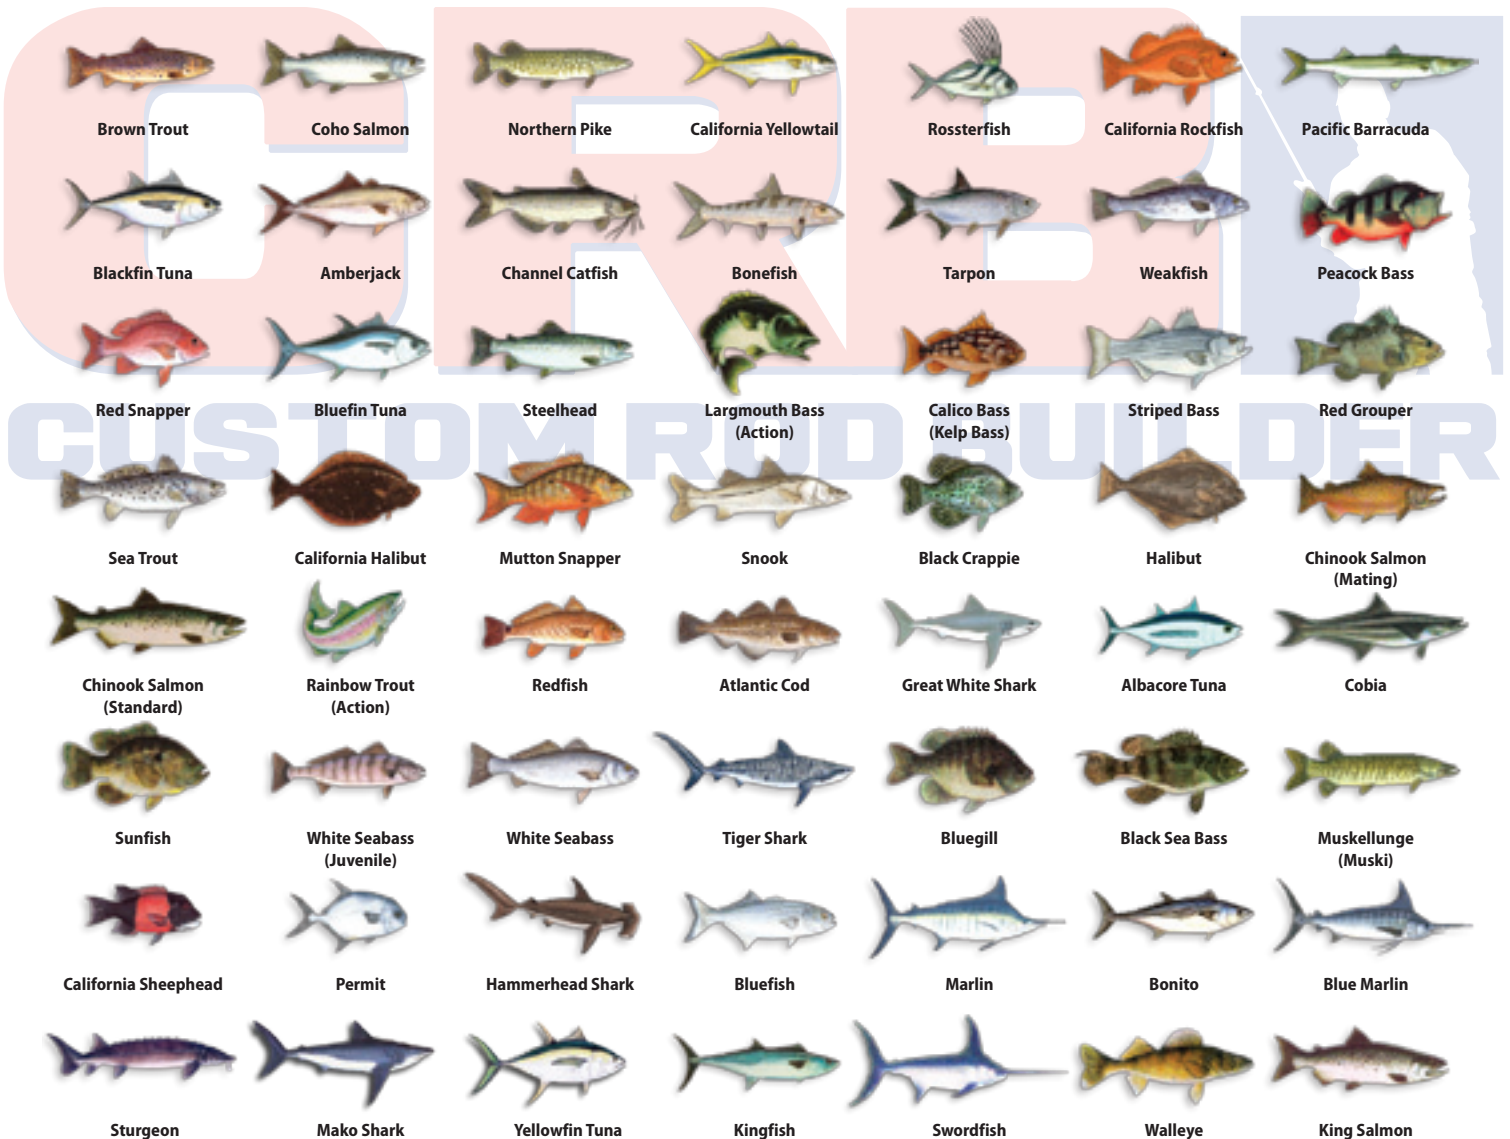 CRB
Brown Trout
Coho Salmon
Northern Pike
California Yellowtail
Rossterfish
California Rockfish
Pacific Barracuda
Blackfin Tuna
Amberjack
Channel Catfish
Bonefish
Tarpon
Weakfish
Peacock Bass
Red Snapper
Bluefin Tuna
Steelhead
Largmouth Bass
(Action)
Calico Bass
(Kelp Bass)
Striped Bass
Red Grouper
CUSTOM ROD BUILDER
Sea Trout
California Halibut
Mutton Snapper
Snook
Black Crappie
Halibut
Chinook Salmon
(Mating)
Chinook Salmon
(Standard)
Rainbow Trout
(Action)
Redfish
Atlantic Cod
Great White Shark
Albacore Tuna
Cobia
Sunfish
White Seabass
(Juvenile)
White Seabass
Tiger Shark
Bluegill
Black Sea Bass
Muskellunge
(Muski)
California Sheephead
Permit
Hammerhead Shark
Bluefish
Marlin
Bonito
Blue Marlin
Sturgeon
Mako Shark
Yellowfin Tuna
Kingfish
Swordfish
Walleye
King Salmon